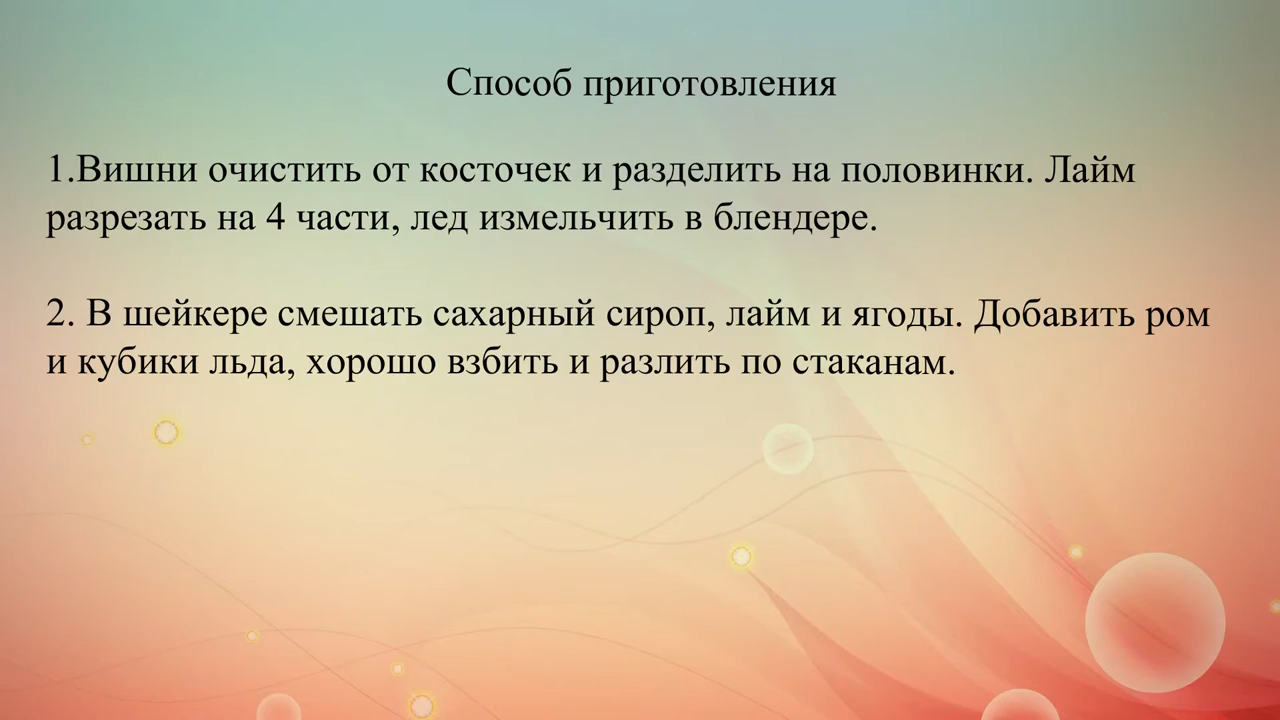 Способ приготовления
1.Вишни очистить от косточек и разделить на половинки. Лайм
разрезать на 4 части, лед измельчить в блендере.
2. В шейкере смешать сахарный сироп, лайм и ягоды. Добавить ром
и кубики льда, хорошо взбить и разлить по стаканам.